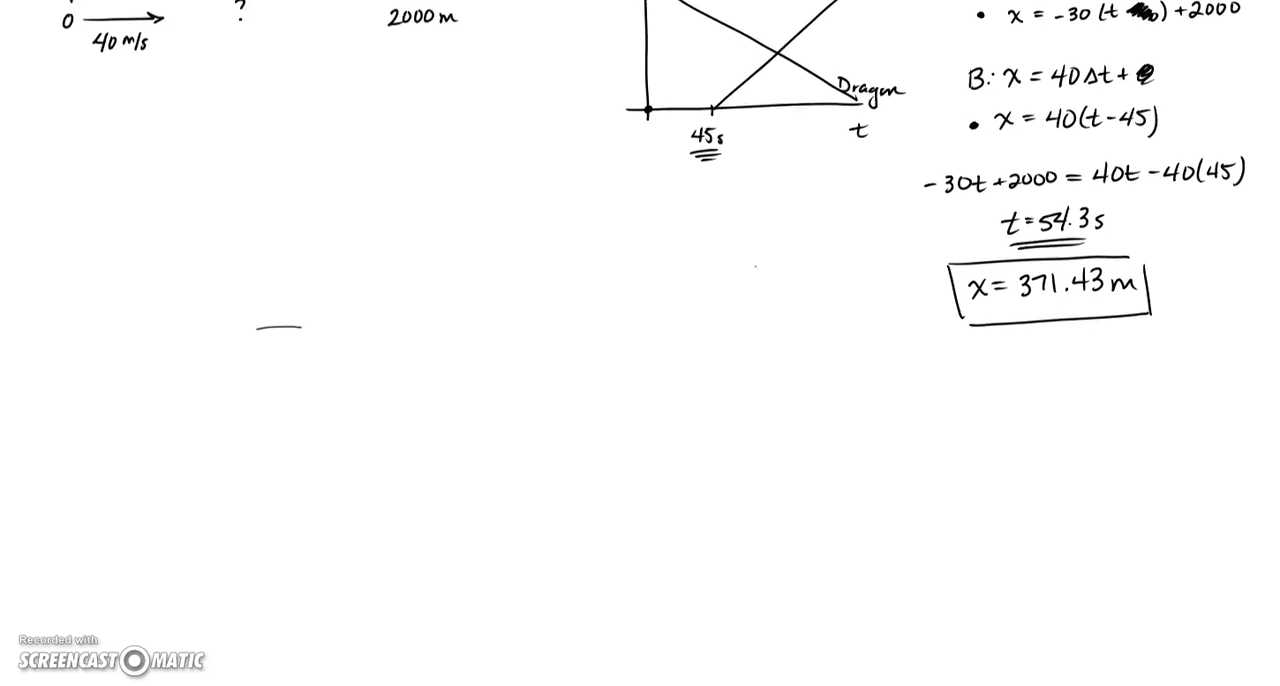 0
40 m/s
?
2000 m
Dragon
45s
t
• x = -30 (t ) +2000
B: x = 40Δt +
• x = 40(t-45)
-30t +2000 = 40t -40(45)
t = 54.3 s
x = 371.43 m
Recorded with
SCREENCAST MATIC